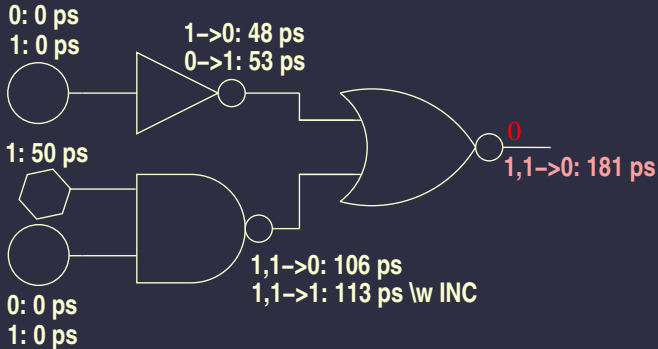 0: 0 ps
1: 0 ps
1−>0: 48 ps
0−>1: 53 ps
1: 50 ps
0
1,1−>0: 181 ps
1,1−>0: 106 ps
1,1−>1: 113 ps \w INC
0: 0 ps
1: 0 ps